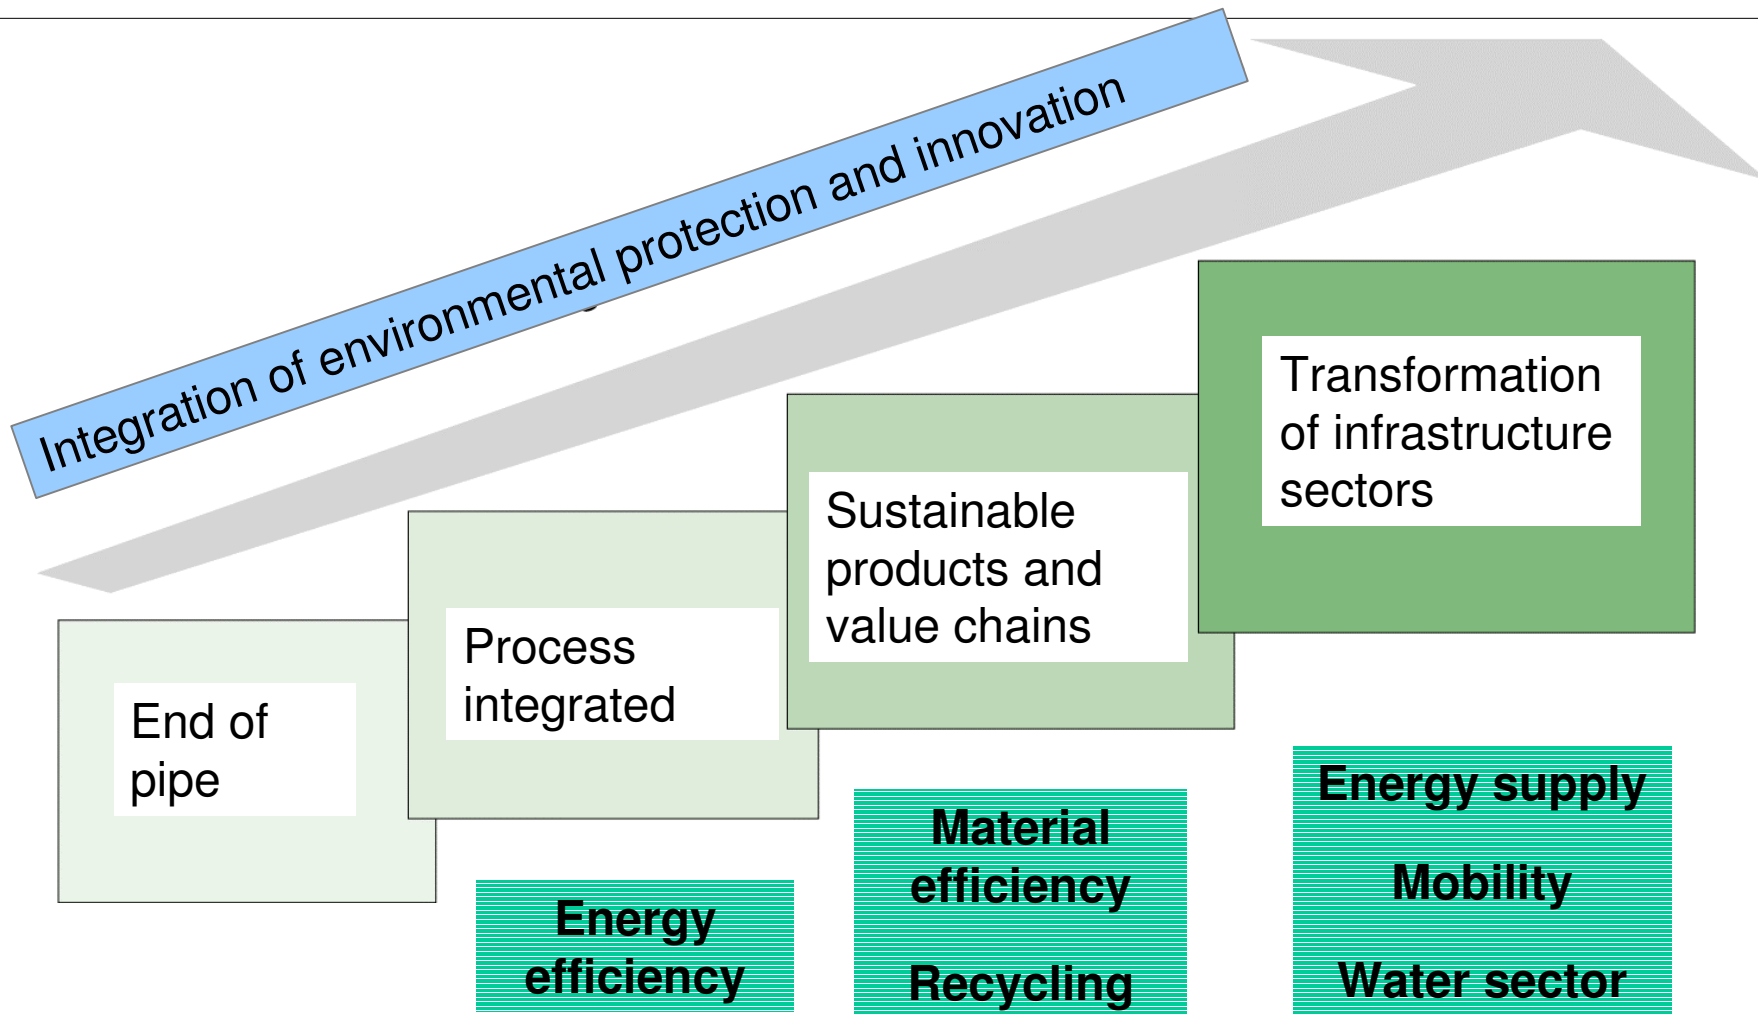 Integration of environmental protection and innovation
Transformation
of infrastructure
sectors
Sustainable
products and
value chains
Process
integrated
End of
pipe
Energy supply
Mobility
Water sector
Material
efficiency
Recycling
Energy
efficiency